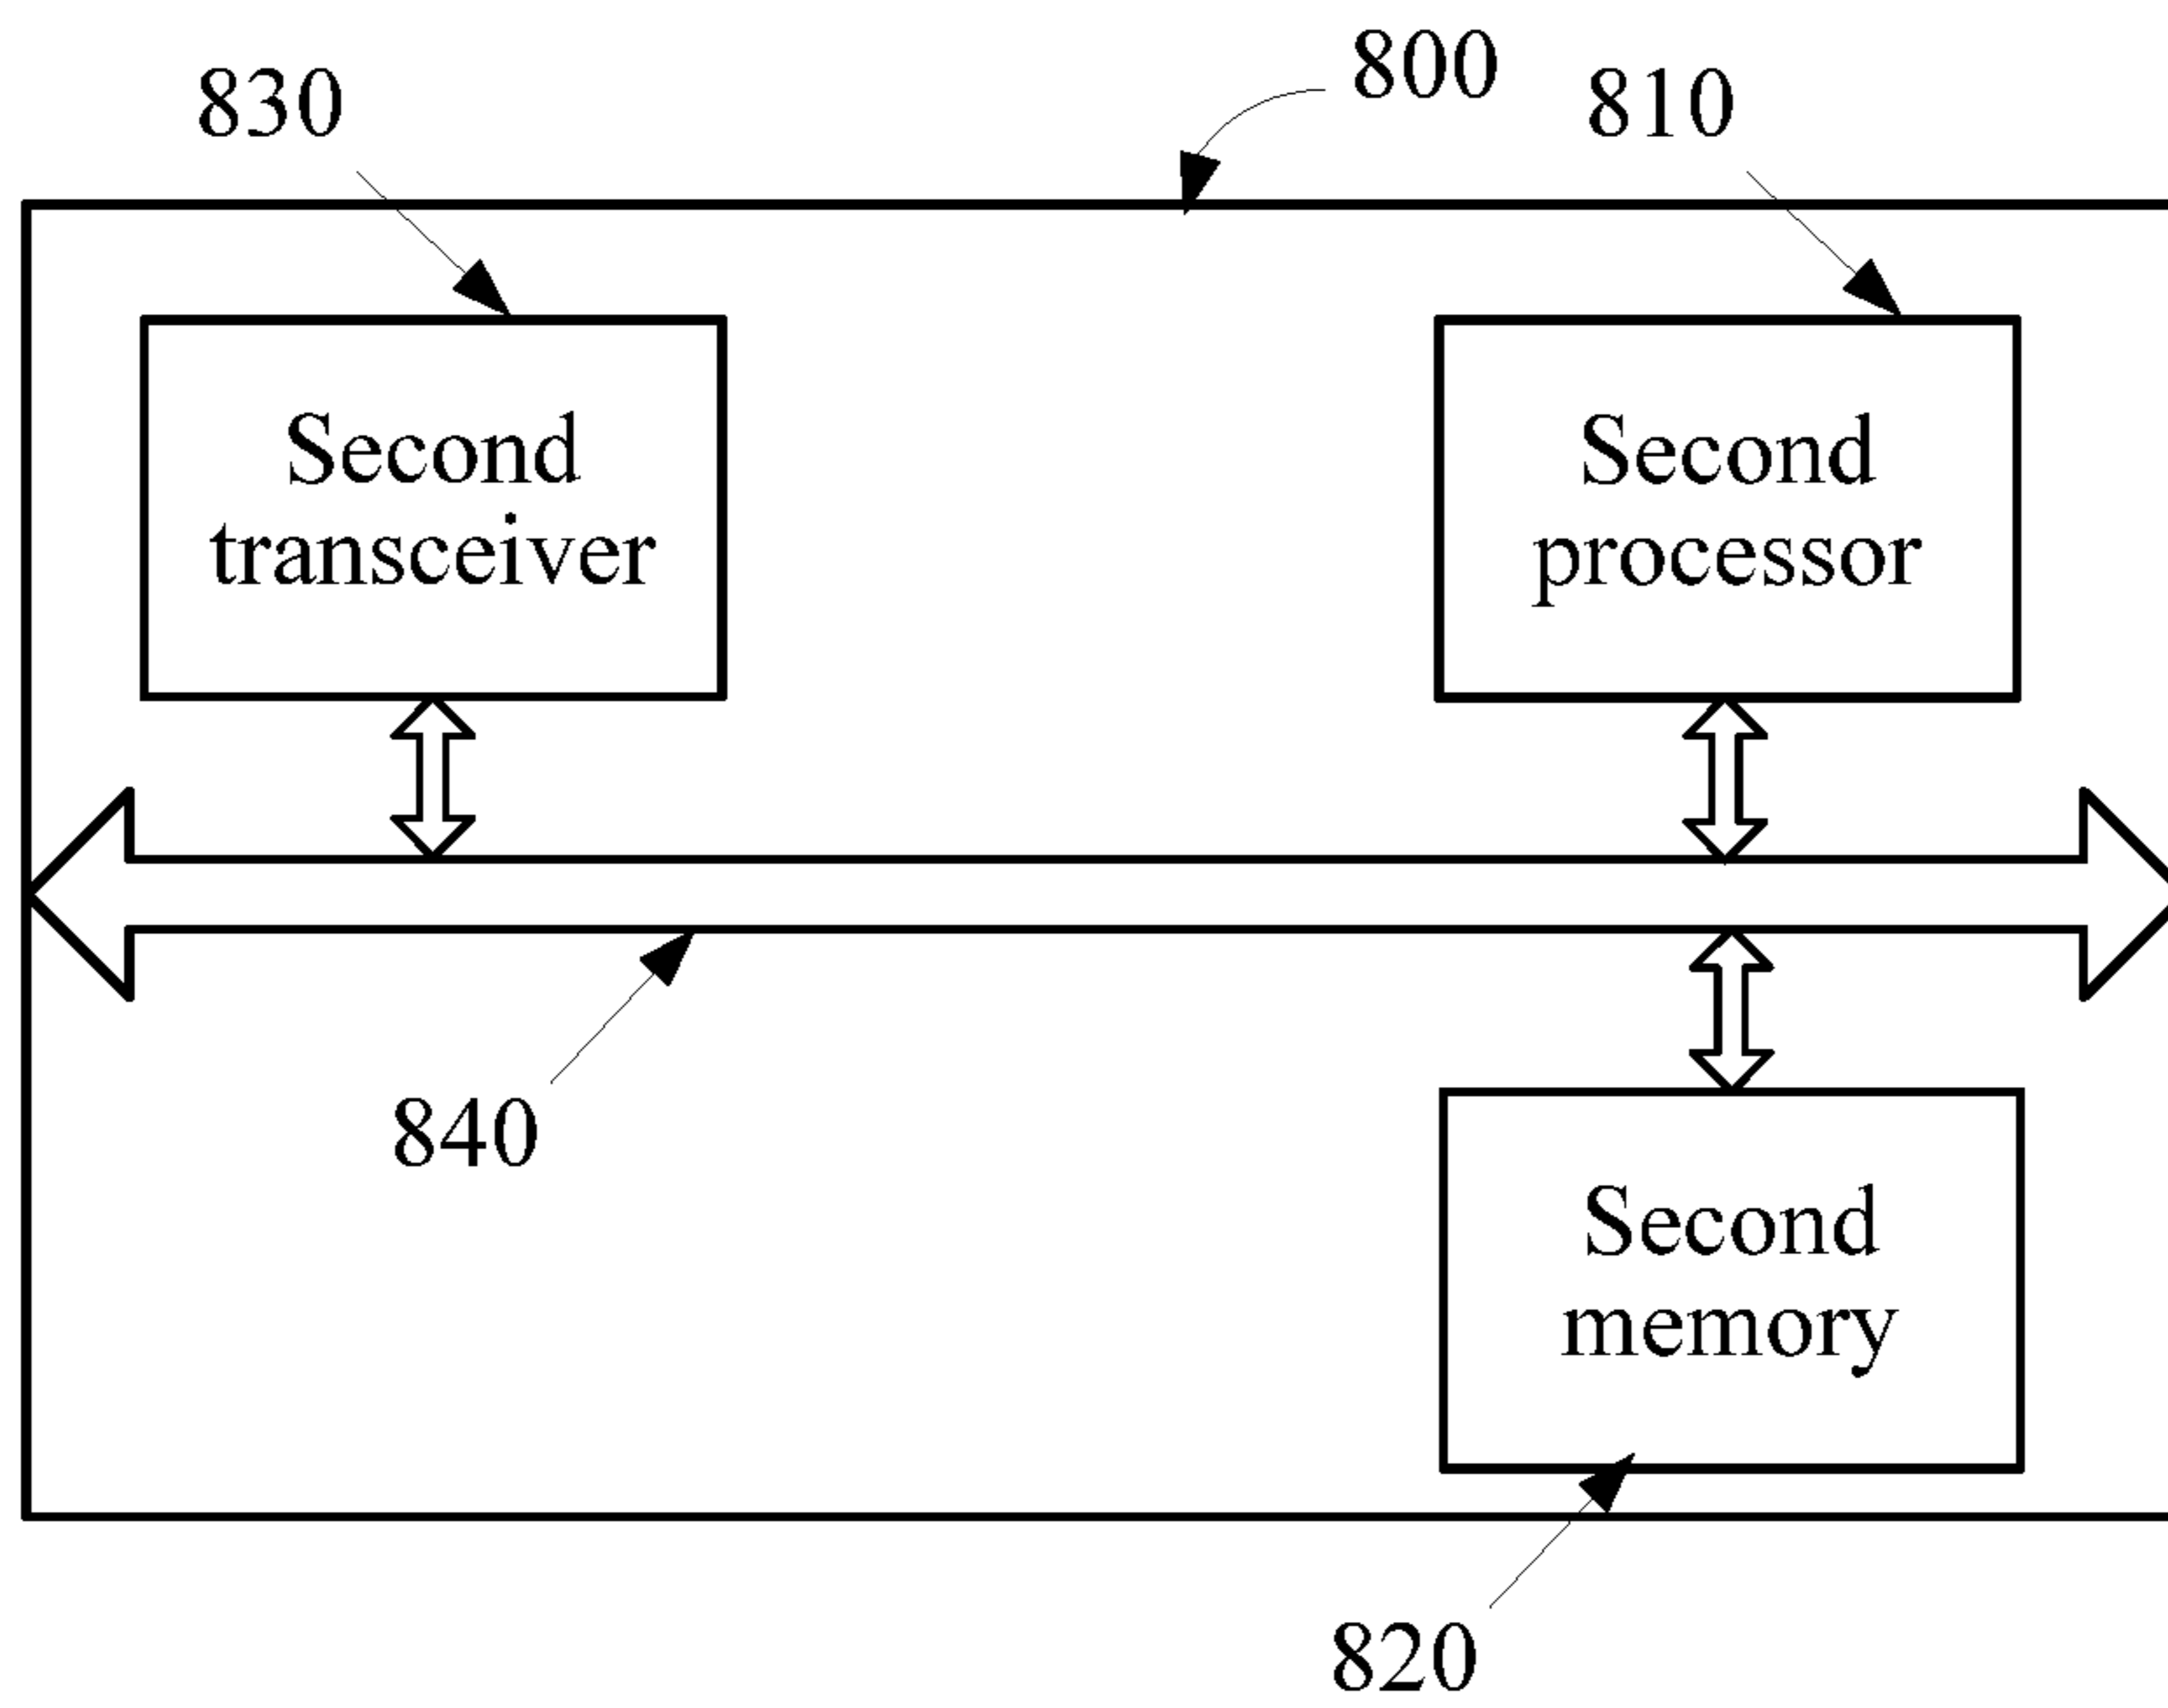 800
830
810
Second
transceiver
Second
processor
840
Second
memory
820